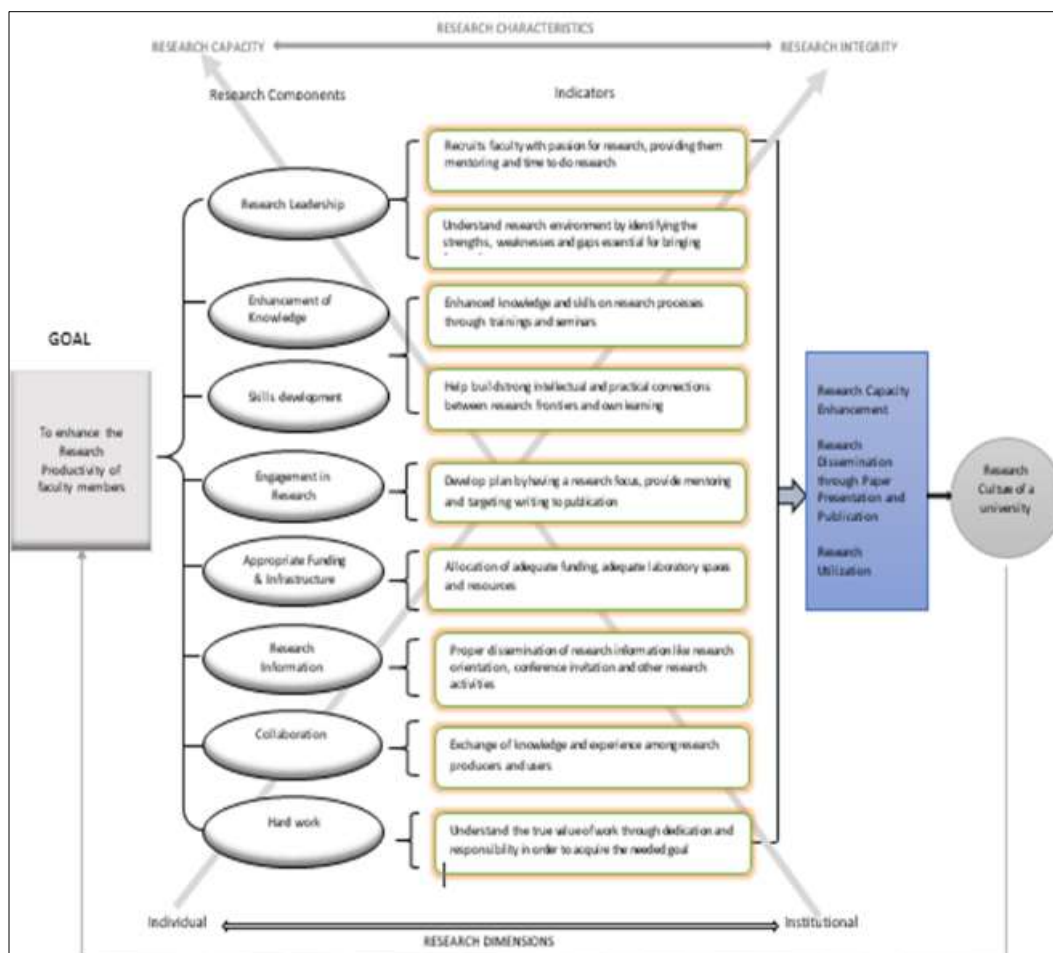 RESEARCH CHARACTERISTICS
RESEARCH CAPACITY
RESEARCH INTEGRITY
Research Components
Indicators
Recruits faculty with passion for research, providing them
mentoring and time to do research
Research Leadership
Understand research environment by identifying the
strengths, weaknesses and gaps essential for bringing
Enhancement of
Knowledge
Enhanced knowledge and skills on research processes
through trainings and seminars
GOAL
Skills development
Help build strong intellectual and practical connections
between research frontiers and own learning
To enhance the
Research
Productivity of
faculty members
Engagement in
Research
Develop plan by having a research focus, provide mentoring
and targeting writing to publication
Appropriate Funding
& Infrastructure
Allocation of adequate funding, adequate laboratory spaces
and resources
Research
Information
Proper dissemination of research information like research
orientation, conference invitation and other research
activities
Collaboration
Exchange of knowledge and experience among research
producers and users
Hard work
Understand the true value of work through dedication and
responsibility in order to acquire the needed goal
Research Capacity
Enhancement
Research
Dissemination
through Paper
Presentation and
Publication
Research
Utilization
Research
Culture of a
university
Individual
Institutional
RESEARCH DIMENSIONS